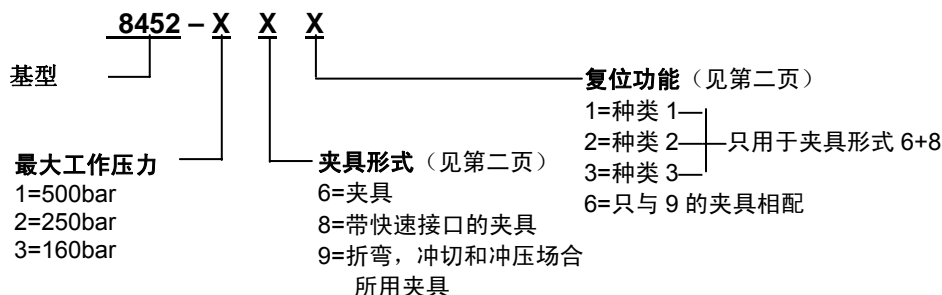 8452 – X X X
基型
最大工作压力
1=500bar
2=250bar
3=160bar
夹具形式（见第二页）
6=夹具
8=带快速接口的夹具
9=折弯，冲切和冲压场合
所用夹具
复位功能（见第二页）
1=种类 1
2=种类 2 只用于夹具形式 6+8
3=种类 3
6=只与 9 的夹具相配